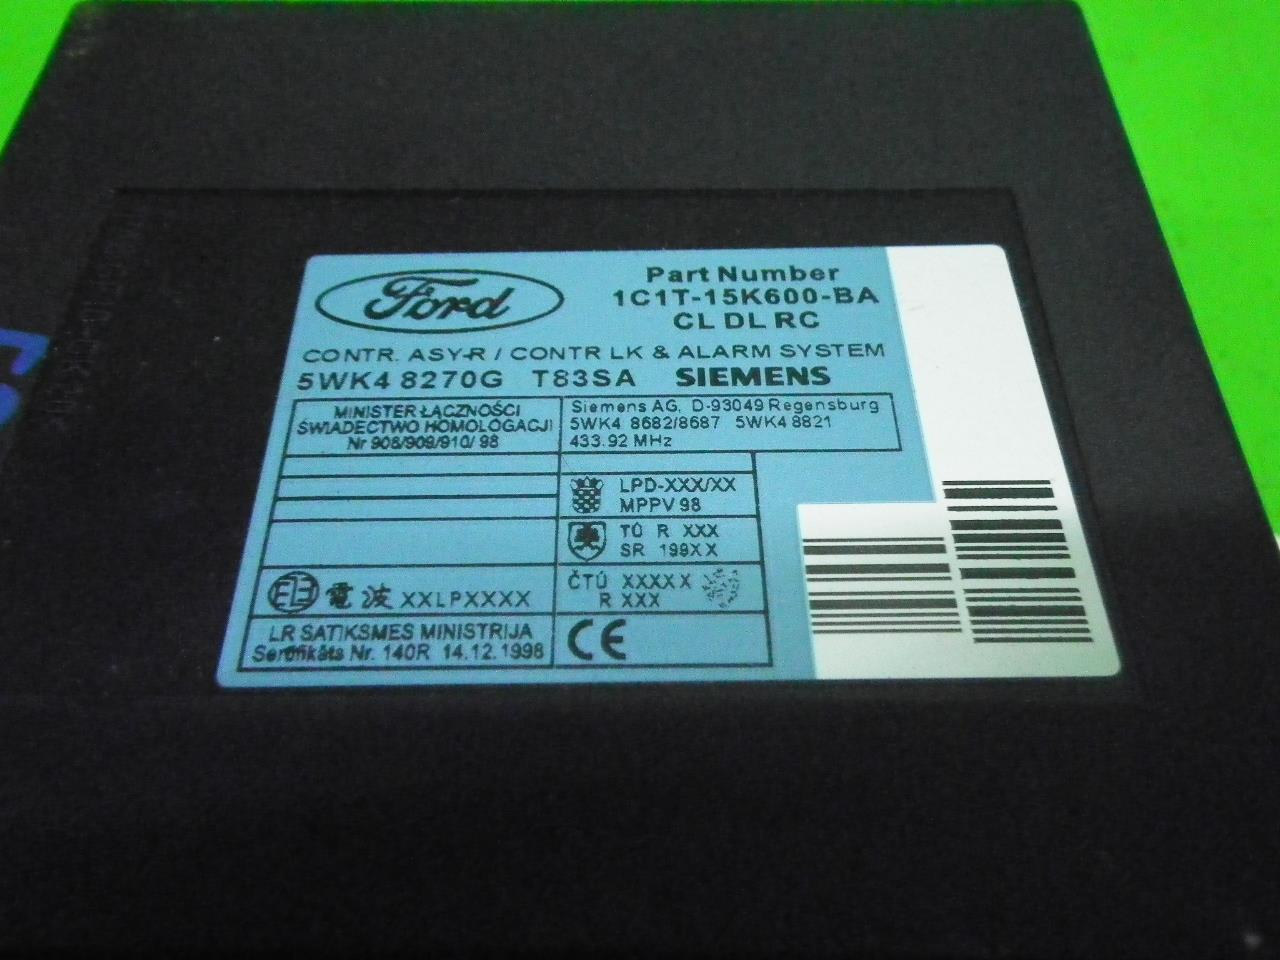 Ford
Part Number
1C1T-15K600-BA
CL DL RC
CONTR. ASY-R / CONTR LK & ALARM SYSTEM
5WK4 8270G T83SA SIEMENS
MINISTER ŁĄCZNOŚCI
ŚWIADECTWO HOMOLOGACJI
Nr 908/909/910/ 98
Siemens AG, D-93049 Regensburg
5WK4 8682/8687 5WK4 8821
433.92 MHz
LPD-XXX/XX
MPPV 98
TÚ R XXX
SR 199XX
ČTÚ XXXXX
R XXX
電波 XXLPXXXX
LR SATIKSMES MINISTRIJA
Sertifikāts Nr. 140R 14.12.1998
CE